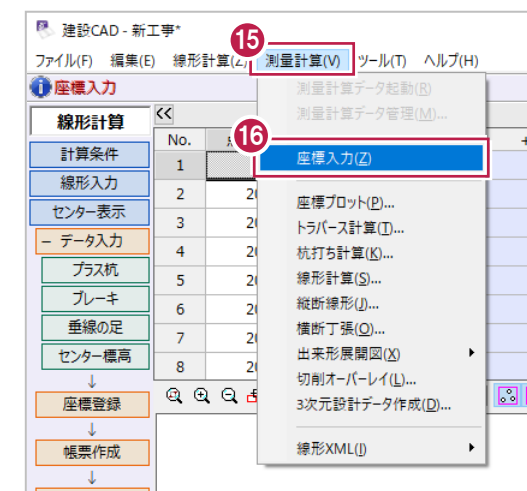 建設CAD - 新工事*
15
ファイル(F) 編集(E) 線形計算(Z) 測量計算(V) ツール(T) ヘルプ(H)
座標入力
測量計算データ起動(R)
測量計算データ管理(M)...
座標入力(Z)
座標プロット(P)...
トラバース計算(T)...
杭打ち計算(K)...
線形計算(S)...
縦断線形(J)...
横断丁張(O)...
出来形展開図(X)
切削オーバーレイ(L)...
3次元設計データ作成(D)...
線形XML(I)
16
線形計算
計算条件
線形入力
センター表示
− データ入力
プラス杭
ブレーキ
垂線の足
センター標高
↓
座標登録
↓
帳票作成
↓
<<
No.
1
2 20
3 20
4 20
5 20
6 20
7 20
8 20